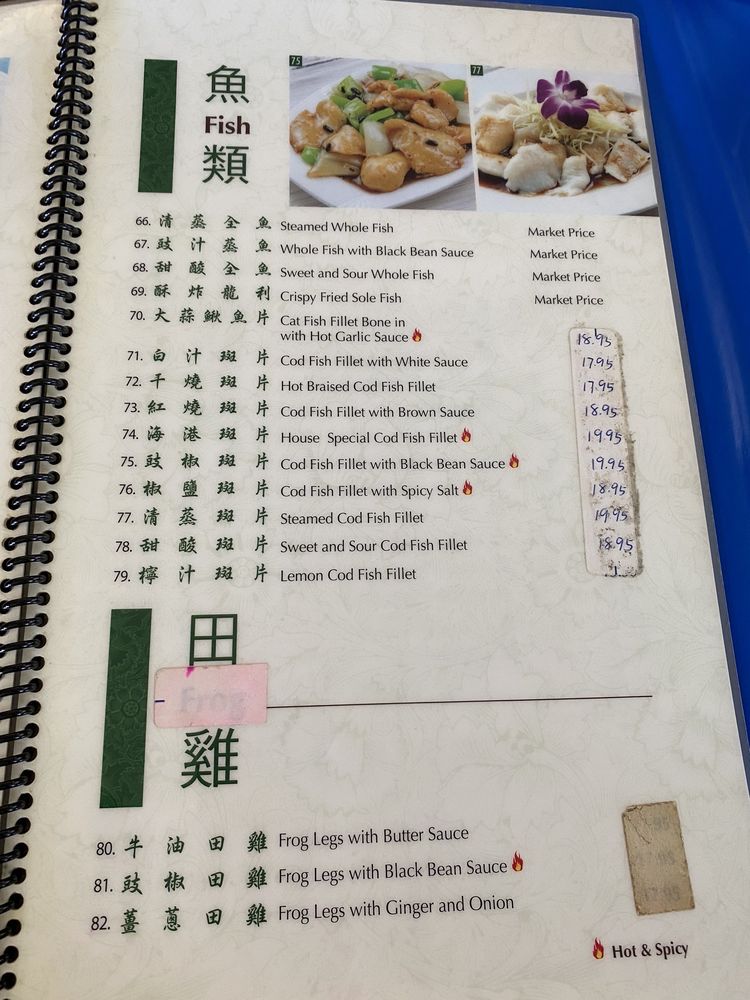 魚
Fish
類
75
77
66. 清蒸全魚 Steamed Whole Fish Market Price
67. 豉汁蒸魚 Whole Fish with Black Bean Sauce Market Price
68. 甜酸全魚 Sweet and Sour Whole Fish Market Price
69. 酥炸龍利 Crispy Fried Sole Fish Market Price
70. 大蒜鰍魚片 Cat Fish Fillet Bone in
with Hot Garlic Sauce 18.95
71. 白汁斑片 Cod Fish Fillet with White Sauce 17.95
72. 干燒斑片 Hot Braised Cod Fish Fillet 17.95
73. 紅燒斑片 Cod Fish Fillet with Brown Sauce 18.95
74. 海港斑片 House Special Cod Fish Fillet 19.95
75. 豉椒斑片 Cod Fish Fillet with Black Bean Sauce 19.95
76. 椒鹽斑片 Cod Fish Fillet with Spicy Salt 18.95
77. 清蒸斑片 Steamed Cod Fish Fillet 19.95
78. 甜酸斑片 Sweet and Sour Cod Fish Fillet 18.95
79. 檸汁斑片 Lemon Cod Fish Fillet
田
Frog
雞
80. 牛油田雞 Frog Legs with Butter Sauce
81. 豉椒田雞 Frog Legs with Black Bean Sauce
82. 薑蔥田雞 Frog Legs with Ginger and Onion
Hot & Spicy